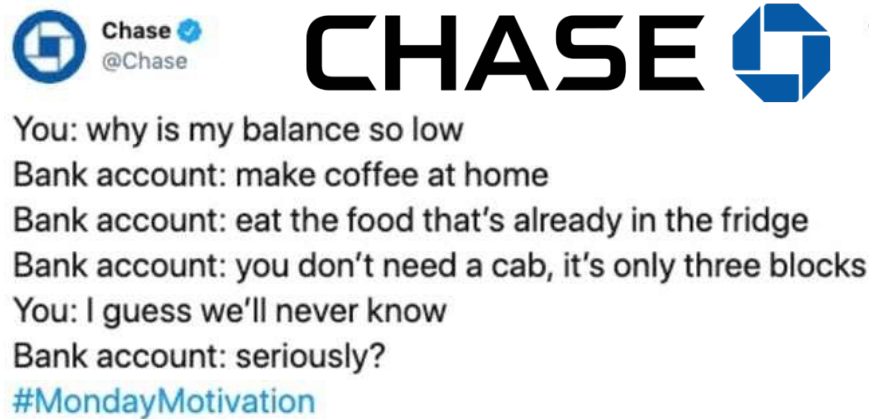 Chase
@Chase
CHASE
You: why is my balance so low
Bank account: make coffee at home
Bank account: eat the food that's already in the fridge
Bank account: you don't need a cab, it's only three blocks
You: I guess we'll never know
Bank account: seriously?
#MondayMotivation